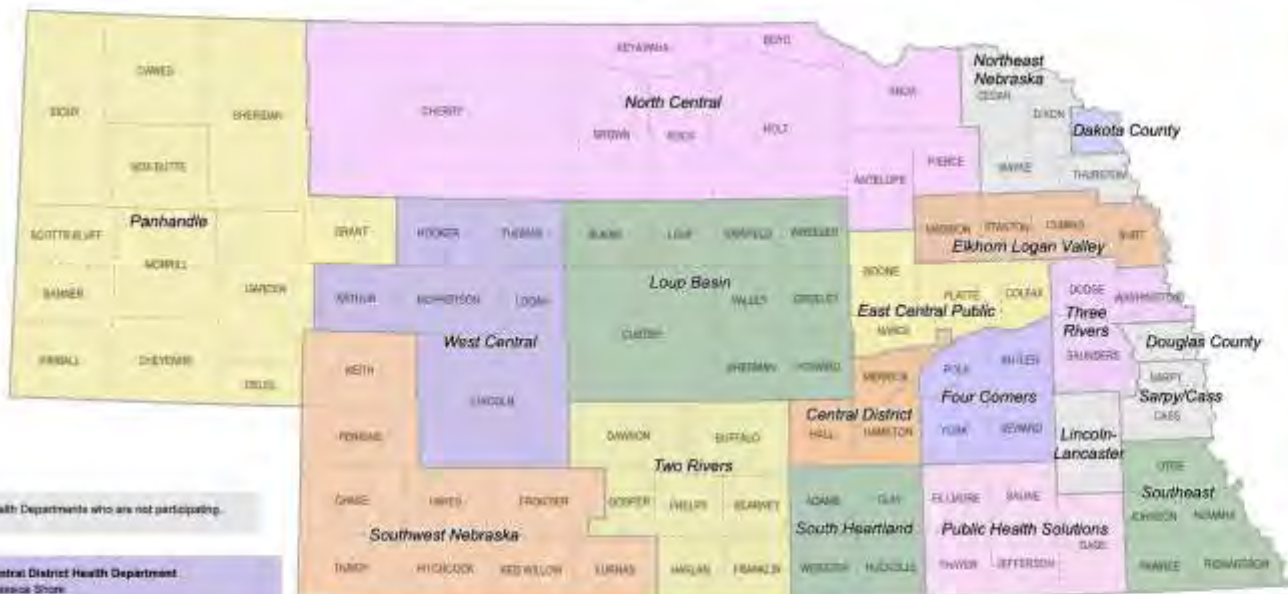 BOYD
KEYA PAHA
Northeast
Nebraska
CEDAR
DAWES
KNOX
SIOUX
SHERIDAN
CHERRY
North Central
DIXON
Dakota County
BROWN
ROCK
HOLT
BOX BUTTE
PIERCE
WAYNE
THURSTON
ANTELOPE
Panhandle
SCOTTS BLUFF
GRANT
HOOKER
THOMAS
BLAINE
LOUP
GARFIELD
WHEELER
MADISON
STANTON
CUMING
BURT
Elkhorn Logan Valley
MORRILL
BOONE
BANNER
GARDEN
ARTHUR
MCPHERSON
LOGAN
Loup Basin
VALLEY
GREELEY
PLATTE
COLFAX
DODGE
WASHINGTON
East Central Public
Three
Rivers
NANCE
CUSTER
West Central
Douglas County
KIMBALL
CHEYENNE
DEUEL
KEITH
SHERMAN
HOWARD
MERRICK
POLK
BUTLER
SAUNDERS
SARPY
Sarpy/Cass
LINCOLN
Four Corners
CASS
Central District
HALL
HAMILTON
YORK
SEWARD
Lincoln-
Lancaster
PERKINS
DAWSON
BUFFALO
Two Rivers
OTOE
CHASE
HAYES
FRONTIER
GOSPER
PHELPS
KEARNEY
ADAMS
CLAY
FILLMORE
SALINE
Southeast
JOHNSON
NEMAHA
Southwest Nebraska
South Heartland
Public Health Solutions
GAGE
DUNDY
HITCHCOCK
RED WILLOW
FURNAS
HARLAN
FRANKLIN
WEBSTER
NUCKOLLS
THAYER
JEFFERSON
PAWNEE
RICHARDSON
alth Departments who are not participating.
ntral District Health Department
Shore